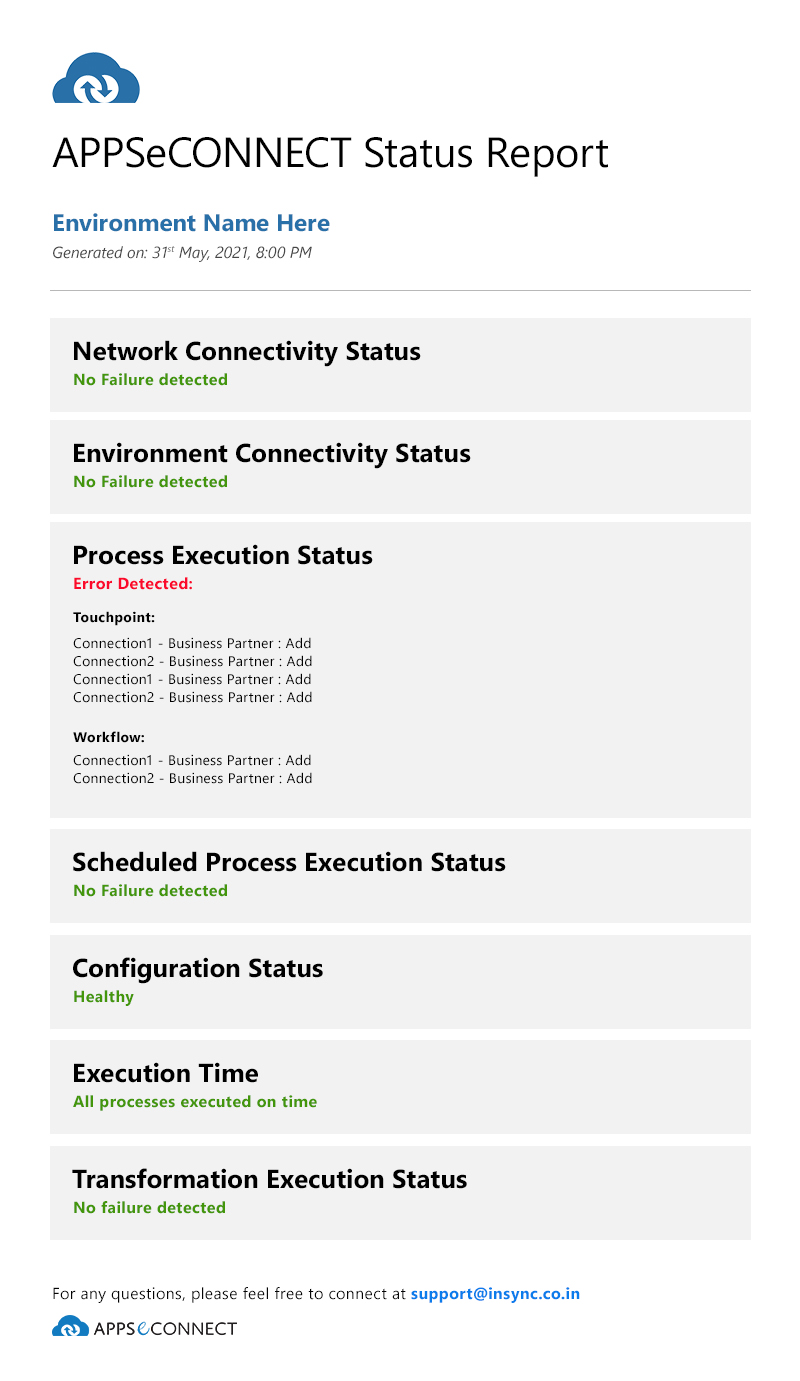 APPSeCONNECT Status Report
Environment Name Here
Generated on: 31st May, 2021, 8:00 PM
Network Connectivity Status
No Failure detected
Environment Connectivity Status
No Failure detected
Process Execution Status
Error Detected:
Touchpoint:
Connection1 - Business Partner : Add
Connection2 - Business Partner : Add
Connection1 - Business Partner : Add
Connection2 - Business Partner : Add
Workflow:
Connection1 - Business Partner : Add
Connection2 - Business Partner : Add
Scheduled Process Execution Status
No Failure detected
Configuration Status
Healthy
Execution Time
All processes executed on time
Transformation Execution Status
No failure detected
For any questions, please feel free to connect at support@insync.co.in
APPSeCONNECT